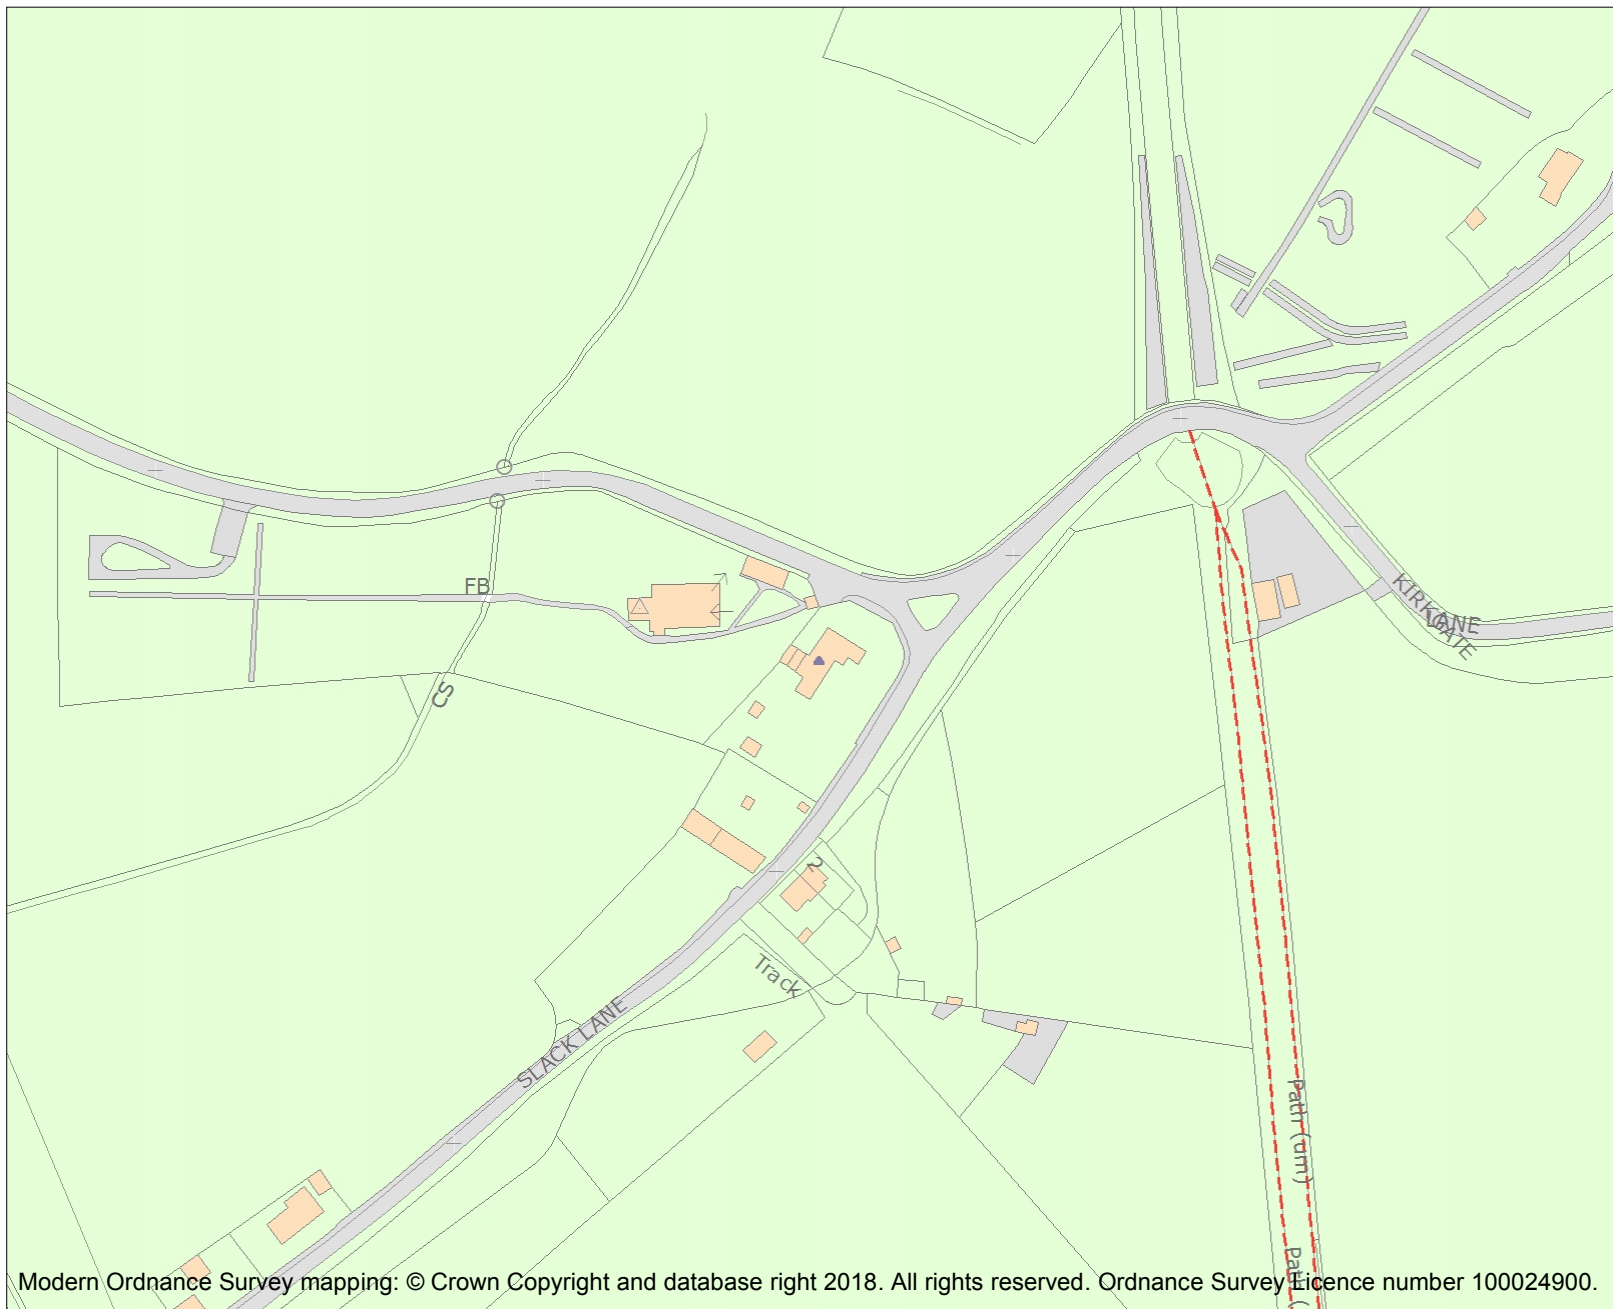 FB
KIRKGATE
LANE
CS
2
Track
SLACK LANE
Path (um)
Path (
Modern Ordnance Survey mapping: © Crown Copyright and database right 2018. All rights reserved. Ordnance Survey Licence number 100024900.